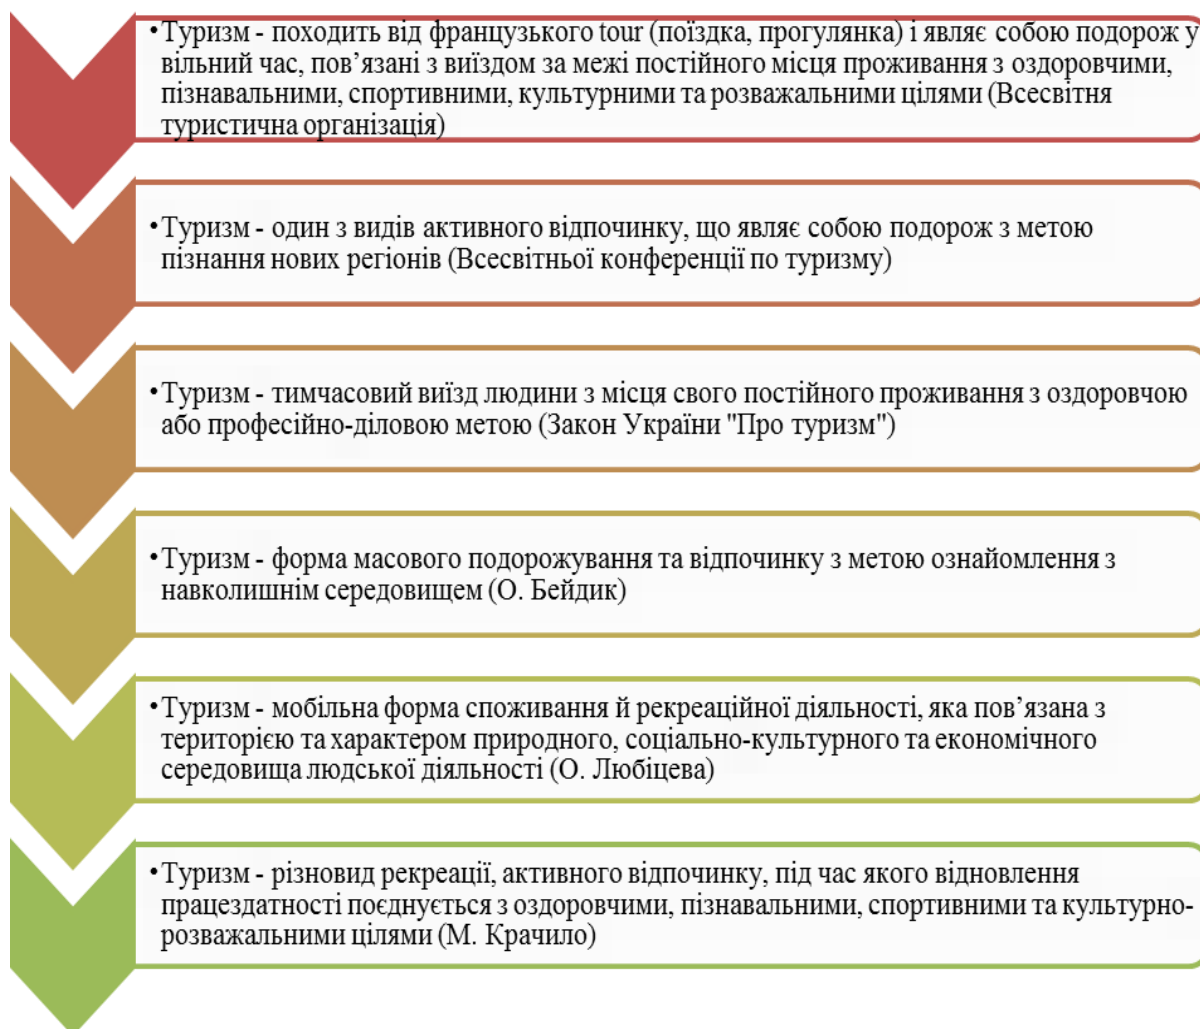 •Туризм - походить від французького tour (поїздка, прогулянка) і являє собою подорож у
вільний час, пов’язані з виїздом за межі постійного місця проживання з оздоровчими,
пізнавальними, спортивними, культурними та розважальними цілями (Всесвітня
туристична організація)
•Туризм - один з видів активного відпочинку, що являє собою подорож з метою
пізнання нових регіонів (Всесвітньої конференції по туризму)
•Туризм - тимчасовий виїзд людини з місця свого постійного проживання з оздоровчою
або професійно-діловою метою (Закон України "Про туризм")
•Туризм - форма масового подорожування та відпочинку з метою ознайомлення з
навколишнім середовищем (О. Бейдик)
•Туризм - мобільна форма споживання й рекреаційної діяльності, яка пов’язана з
територією та характером природного, соціально-культурного та економічного
середовища людської діяльності (О. Любіцева)
•Туризм - різновид рекреації, активного відпочинку, під час якого відновлення
працездатності поєднується з оздоровчими, пізнавальними, спортивними та культурно-
розважальними цілями (М. Крачило)